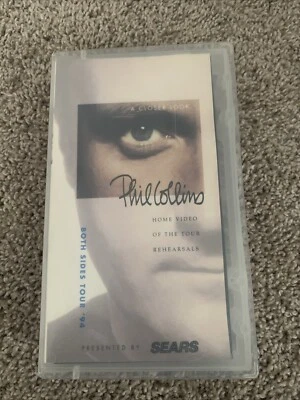 A CLOSER LOOK
Phil Collins
HOME VIDEO
OF THE TOUR
REHEARSALS
BOTH SIDES TOUR '94
PRESENTED BY SEARS